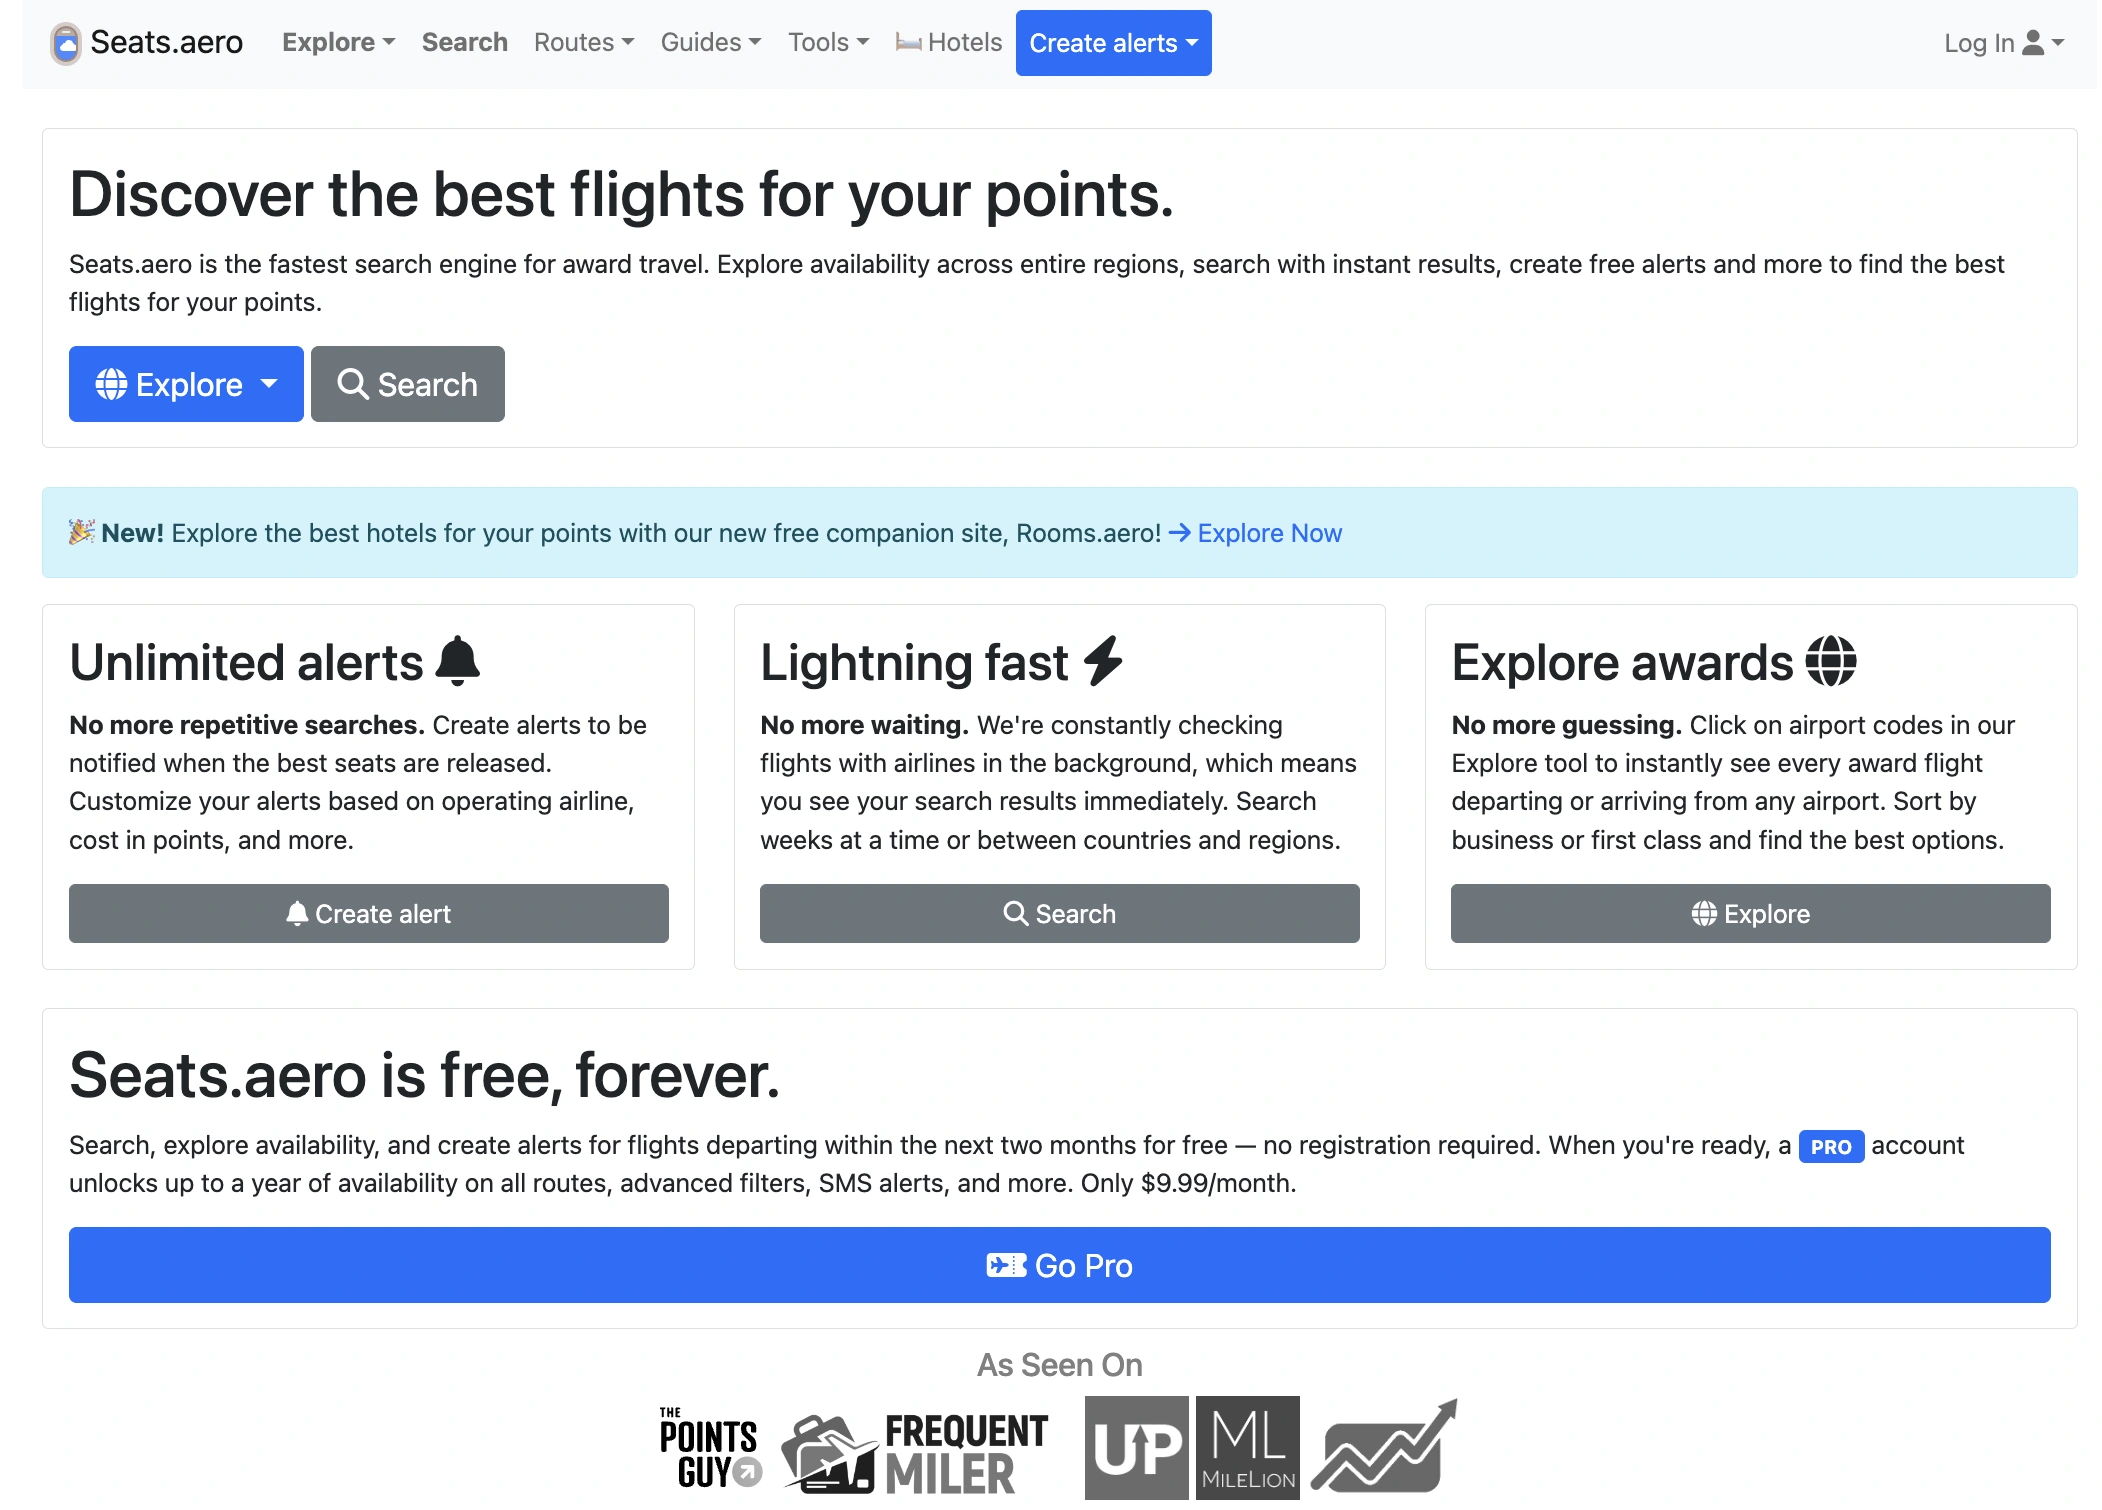 Seats.aero Explore Search Routes Guides Tools Hotels Create alerts Log In
Discover the best flights for your points.
Seats.aero is the fastest search engine for award travel. Explore availability across entire regions, search with instant results, create free alerts and more to find the best
flights for your points.
Explore Search
New! Explore the best hotels for your points with our new free companion site, Rooms.aero! → Explore Now
Unlimited alerts
No more repetitive searches. Create alerts to be
notified when the best seats are released.
Customize your alerts based on operating airline,
cost in points, and more.
Create alert
Lightning fast
No more waiting. We're constantly checking
flights with airlines in the background, which means
you see your search results immediately. Search
weeks at a time or between countries and regions.
Search
Explore awards
No more guessing. Click on airport codes in our
Explore tool to instantly see every award flight
departing or arriving from any airport. Sort by
business or first class and find the best options.
Explore
Seats.aero is free, forever.
Search, explore availability, and create alerts for flights departing within the next two months for free — no registration required. When you're ready, a PRO account
unlocks up to a year of availability on all routes, advanced filters, SMS alerts, and more. Only $9.99/month.
Go Pro
As Seen On
THE
POINTS
GUY
FREQUENT
MILER
UP
ML
MILELION